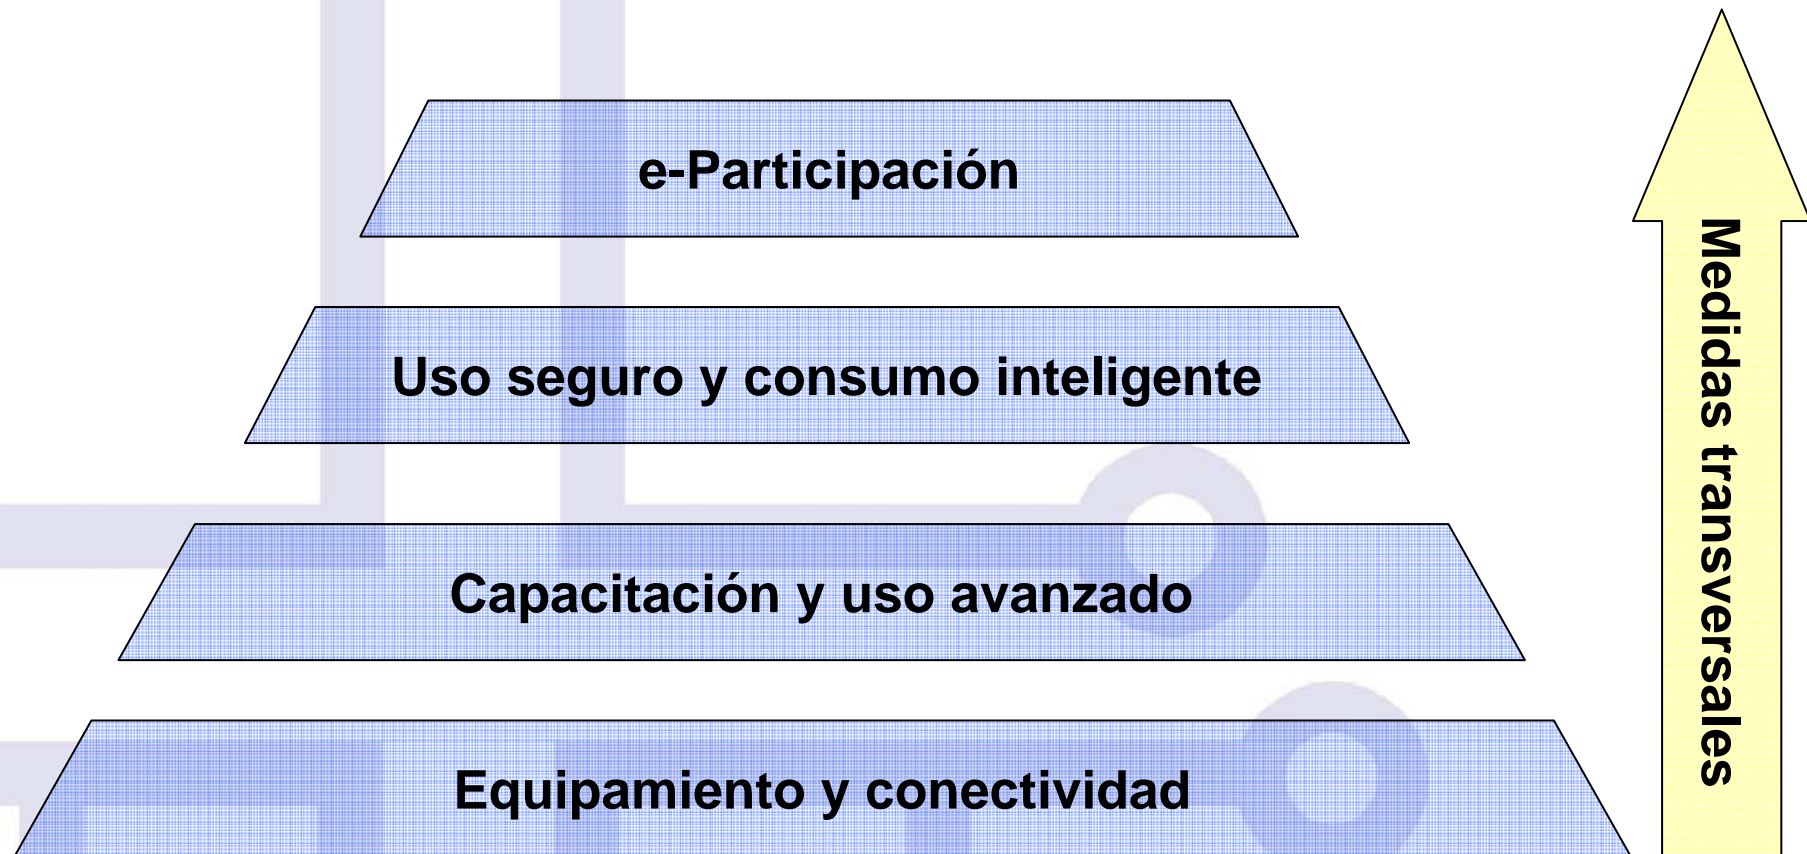 e-Participación
Uso seguro y consumo inteligente
Capacitación y uso avanzado
Equipamiento y conectividad
Medidas transversales